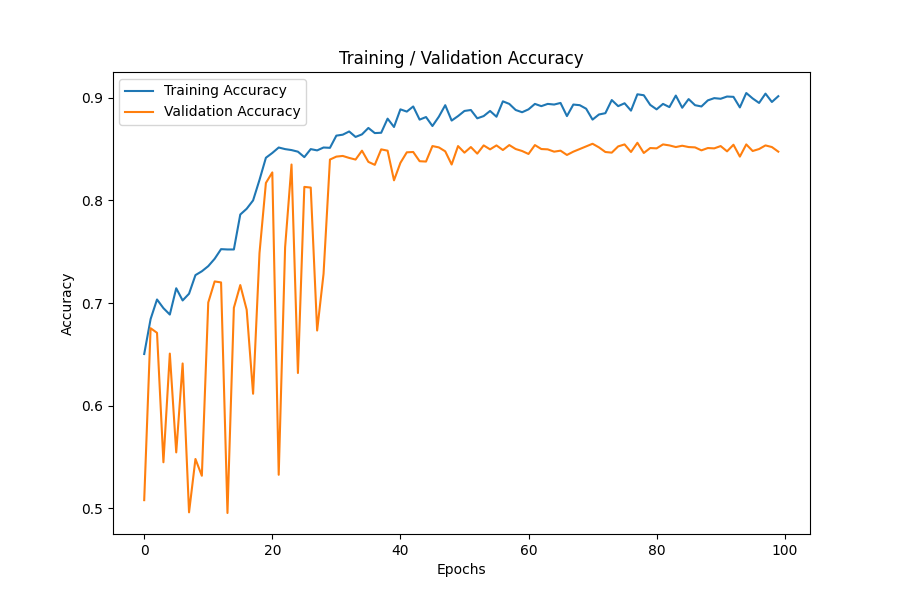 Training / Validation Accuracy
Training Accuracy
Validation Accuracy
0.9
0.8
0.7
0.6
0.5
Accuracy
0 20 40 60 80 100
Epochs